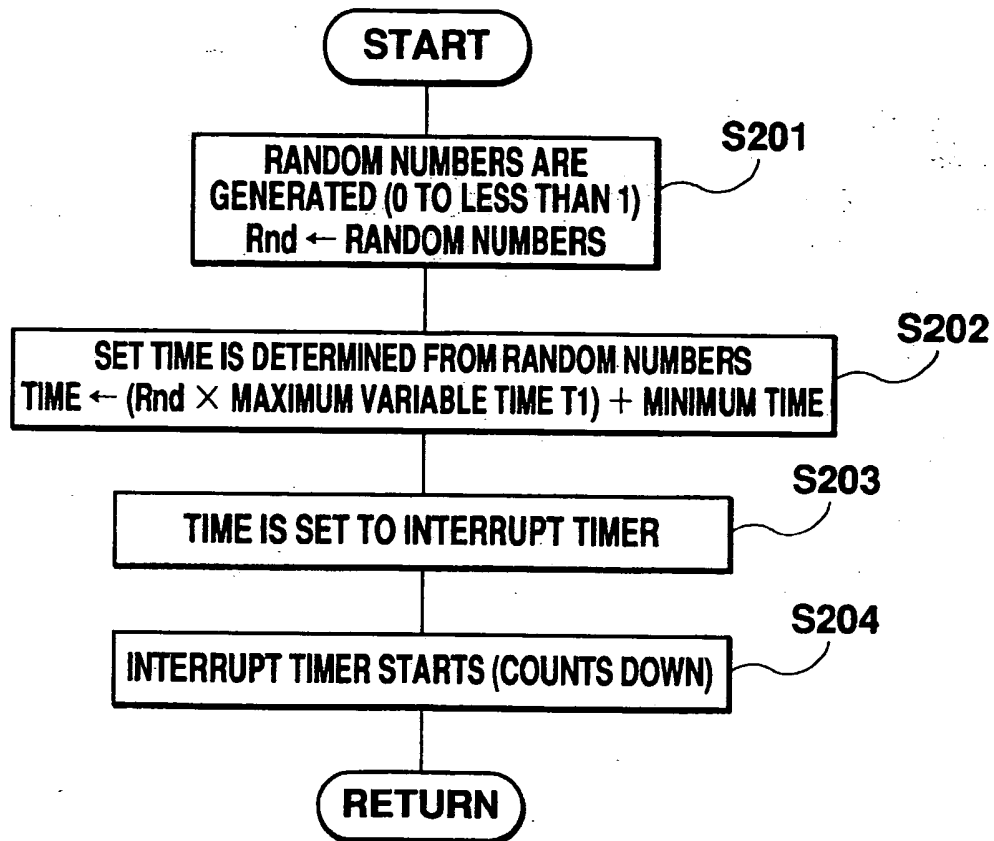 START
S201
RANDOM NUMBERS ARE
GENERATED (0 TO LESS THAN 1)
Rnd ← RANDOM NUMBERS
S202
SET TIME IS DETERMINED FROM RANDOM NUMBERS
TIME ← (Rnd × MAXIMUM VARIABLE TIME T1) + MINIMUM TIME
S203
TIME IS SET TO INTERRUPT TIMER
S204
INTERRUPT TIMER STARTS (COUNTS DOWN)
RETURN